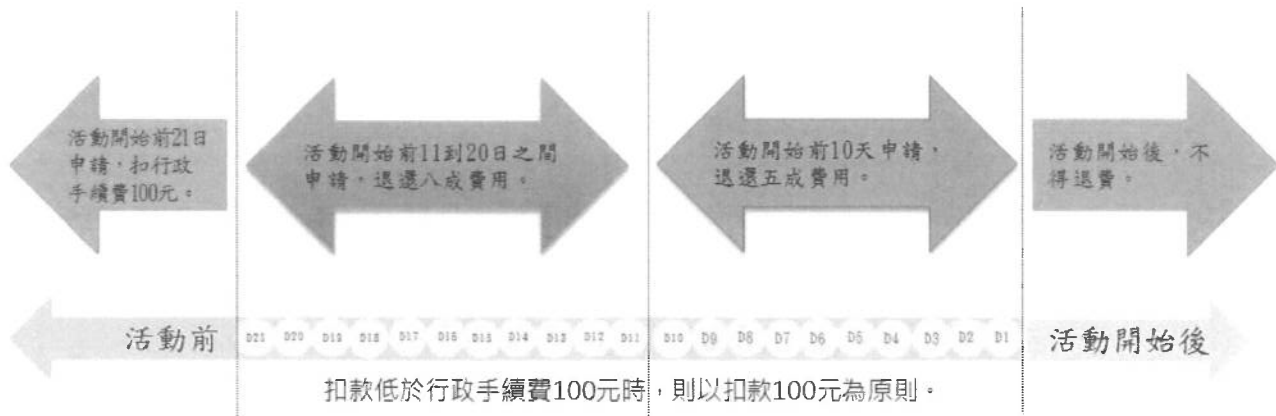 活動開始前21日
申請，扣行政
手續費100元。
活動開始前11到20日之間
申請，退還八成費用。
活動開始前10天申請，
退還五成費用。
活動開始後，不
得退費。
活動前 D21 D20 D19 D18 D17 D16 D15 D14 D13 D12 D11 D10 D9 D8 D7 D6 D5 D4 D3 D2 D1 活動開始後
扣款低於行政手續費100元時，則以扣款100元為原則。